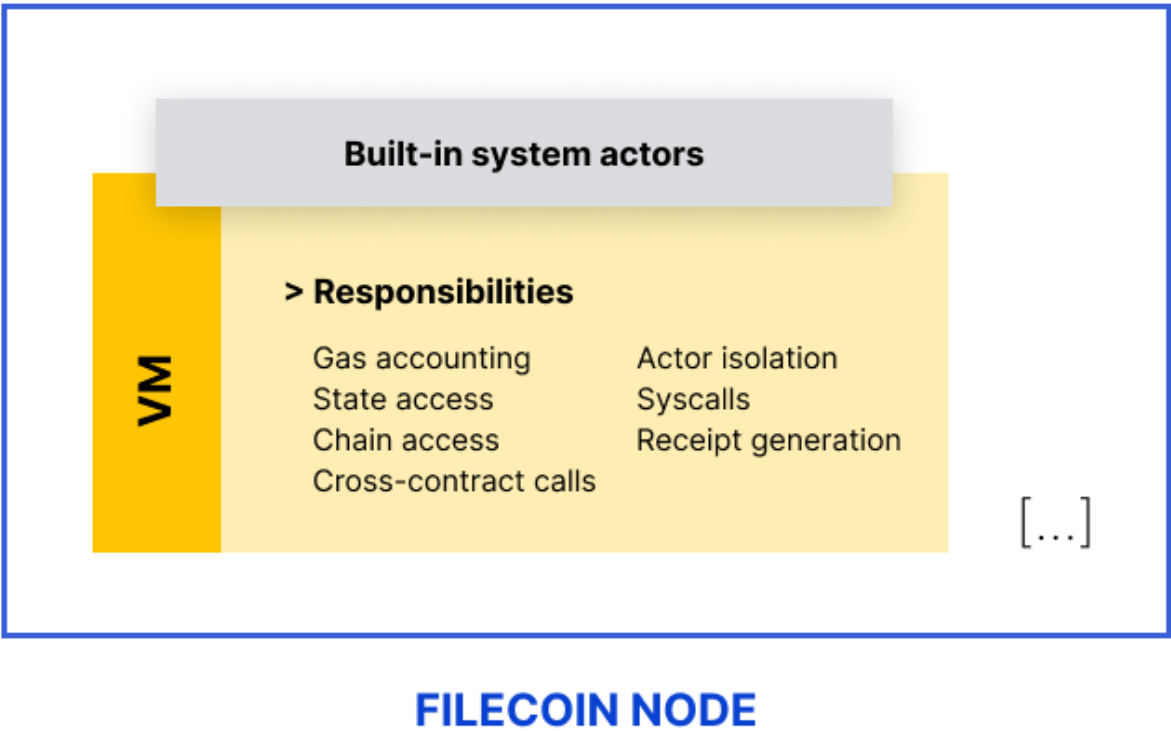 Built-in system actors
VM
> Responsibilities
Gas accounting
State access
Chain access
Cross-contract calls
Actor isolation
Syscalls
Receipt generation
[...]
FILECOIN NODE